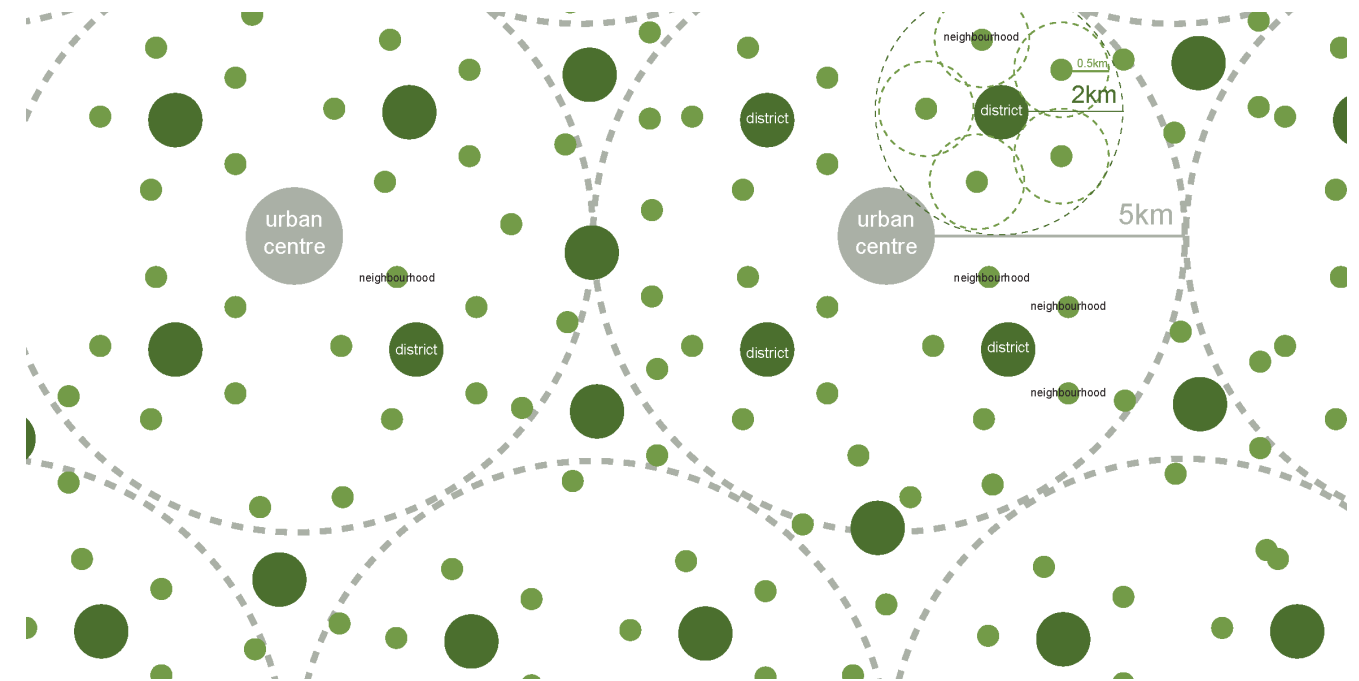 neighbourhood
0.5km
2km
district
district
urban
centre
urban
centre
5km
neighbourhood
neighbourhood
neighbourhood
district
district
district
neighbourhood